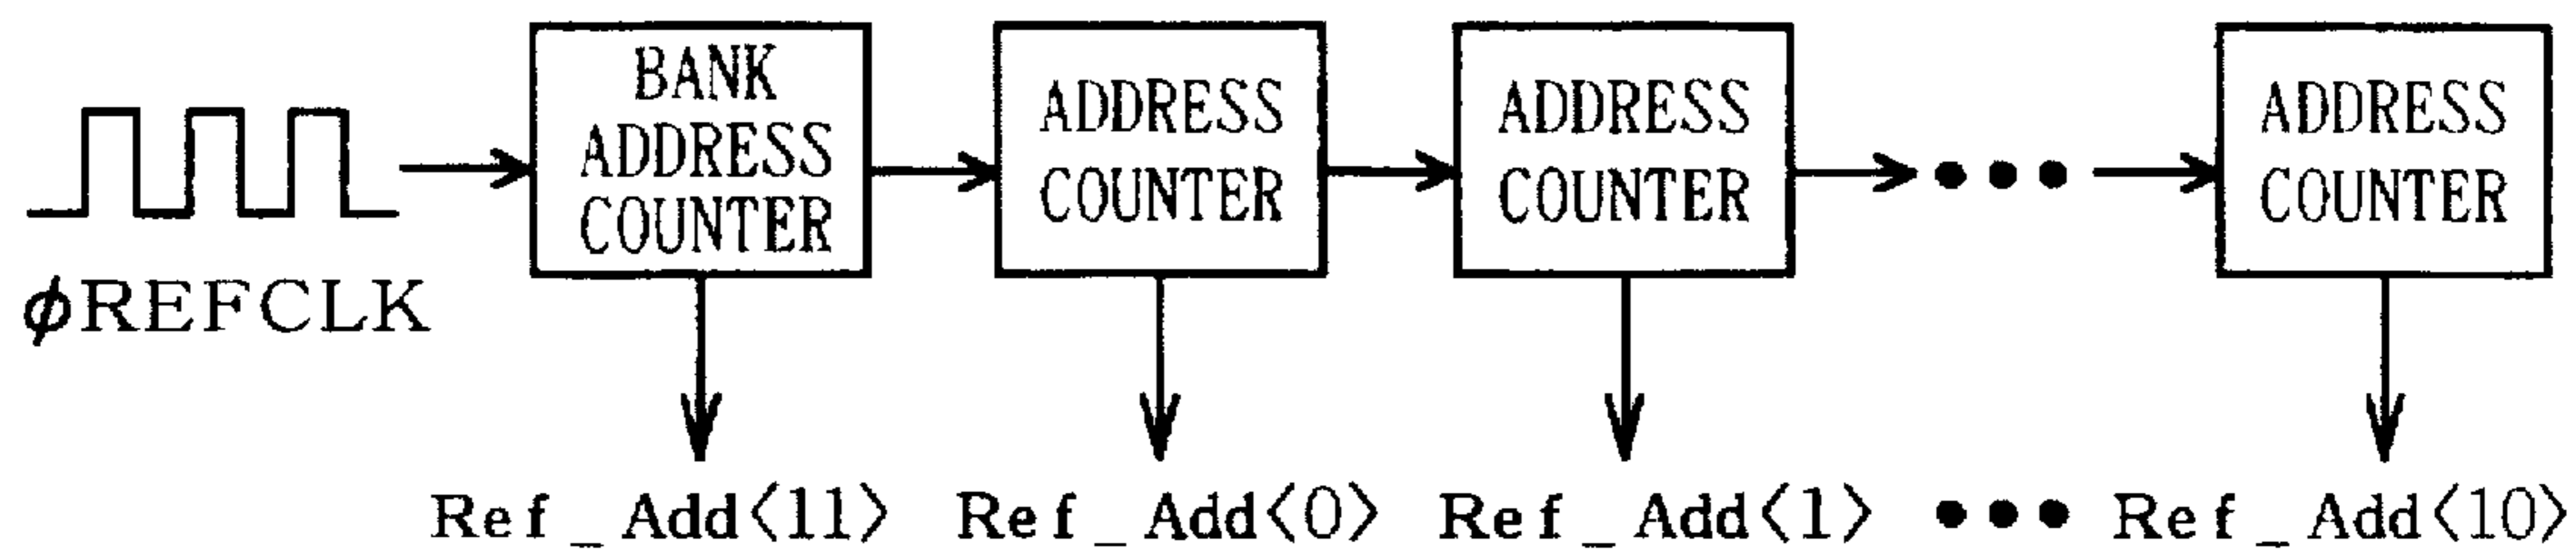 BANK
ADDRESS
COUNTER
ADDRESS
COUNTER
ADDRESS
COUNTER
•••
ADDRESS
COUNTER
ϕREFCLK
Ref_Add⟨11⟩ Ref_Add⟨0⟩ Ref_Add⟨1⟩ ••• Ref_Add⟨10⟩